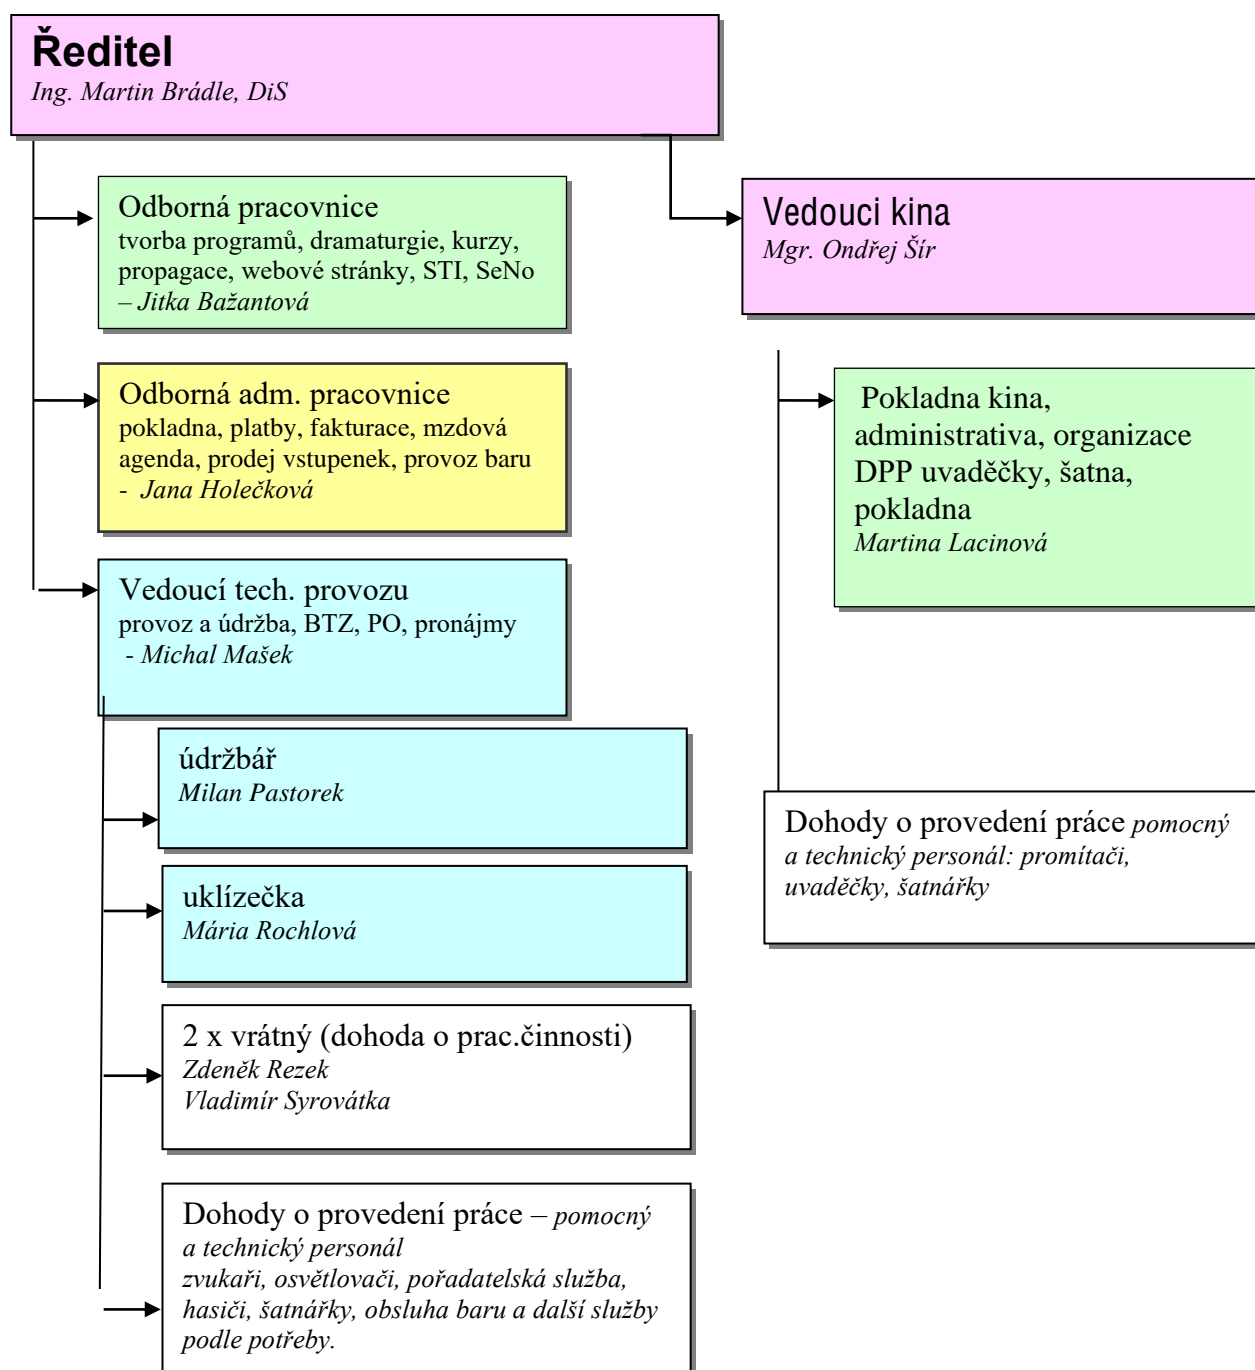 Ředitel
Ing. Martin Brádle, DiS
Odborná pracovnice
tvorba programů, dramaturgie, kurzy,
propagace, webové stránky, STI, SeNo
– Jitka Bažantová
Odborná adm. pracovnice
pokladna, platby, fakturace, mzdová
agenda, prodej vstupenek, provoz baru
- Jana Holečková
Vedoucí tech. provozu
provoz a údržba, BTZ, PO, pronájmy
- Michal Mašek
údržbář
Milan Pastorek
uklízečka
Mária Rochlová
2 x vrátný (dohoda o prac.činnosti)
Zdeněk Rezek
Vladimír Syrovátka
Dohody o provedení práce – pomocný
a technický personál
zvukaři, osvětlovači, pořadatelská služba,
hasiči, šatnářky, obsluha baru a další služby
podle potřeby.
Vedouci kina
Mgr. Ondřej Šír
Pokladna kina,
administrativa, organizace
DPP uvaděčky, šatna,
pokladna
Martina Lacinová
Dohody o provedení práce pomocný
a technický personál: promítači,
uvaděčky, šatnářky